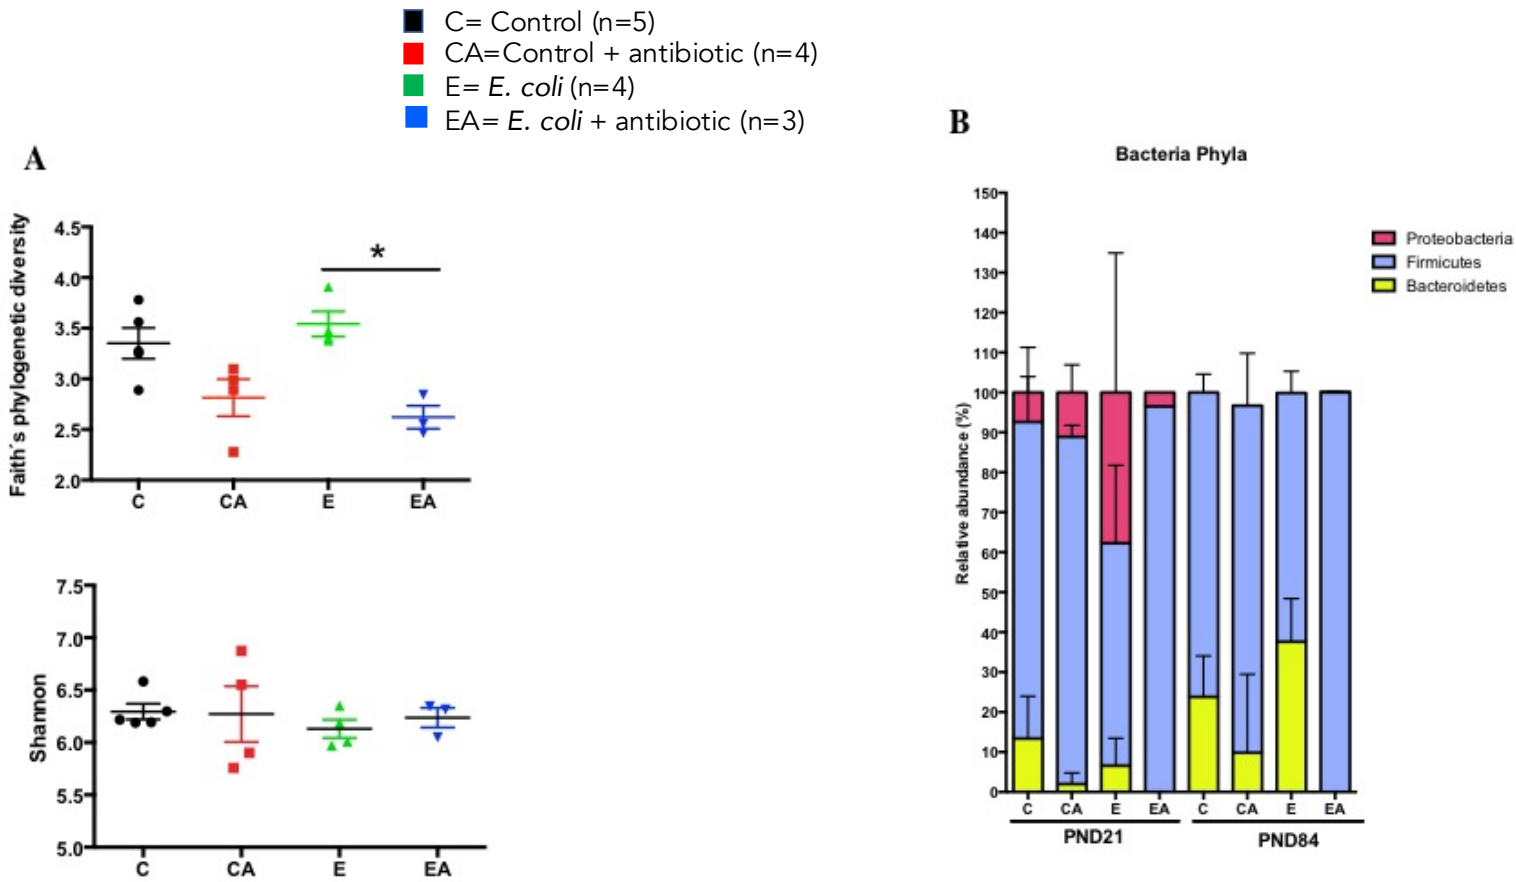 C= Control (n=5)
CA=Control + antibiotic (n=4)
E= E. coli (n=4)
EA= E. coli + antibiotic (n=3)
A
Faith´s phylogenetic diversity
4.5
4.0
3.5
3.0
2.5
2.0
*
C CA E EA
Shannon
7.5
7.0
6.5
6.0
5.5
5.0
C CA E EA
B
Bacteria Phyla
Relative abundance (%)
150
140
130
120
110
100
90
80
70
60
50
40
30
20
10
0
C CA E EA C CA E EA
PND21 PND84
Proteobacteria
Firmicutes
Bacteroidetes